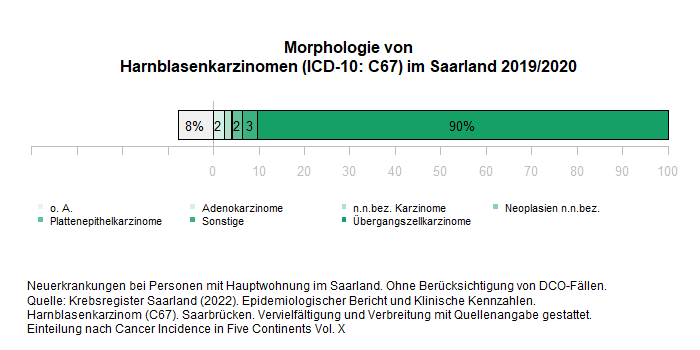 Morphologie von
Harnblasenkarzinomen (ICD-10: C67) im Saarland 2019/2020
8% 2 2 3 90%
0 10 20 30 40 50 60 70 80 90 100
o. A. Adenokarzinome n.n.bez. Karzinome Neoplasien n.n.bez.
Plattenepithelkarzinome Sonstige Übergangszellkarzinome
Neuerkrankungen bei Personen mit Hauptwohnung im Saarland. Ohne Berücksichtigung von DCO-Fällen.
Quelle: Krebsregister Saarland (2022). Epidemiologischer Bericht und Klinische Kennzahlen.
Harnblasenkarzinom (C67). Saarbrücken. Vervielfältigung und Verbreitung mit Quellenangabe gestattet.
Einteilung nach Cancer Incidence in Five Continents Vol. X